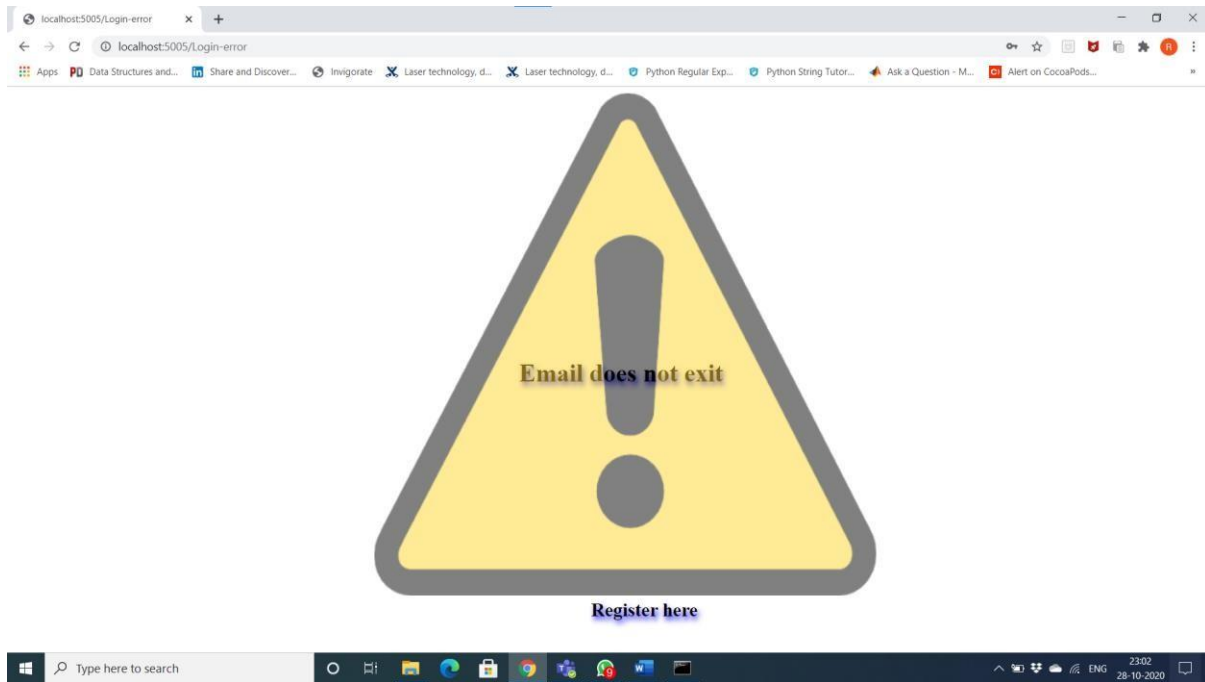 localhost:5005/Login-error
localhost:5005/Login-error
R
Apps
PD Data Structures and...
in Share and Discover...
Invigorate
Laser technology, d...
Laser technology, d...
Python Regular Exp...
Python String Tutor...
Ask a Question - M...
Alert on CocoaPods...
»
Email does not exit
Register here
Type here to search
ENG
23:02
28-10-2020